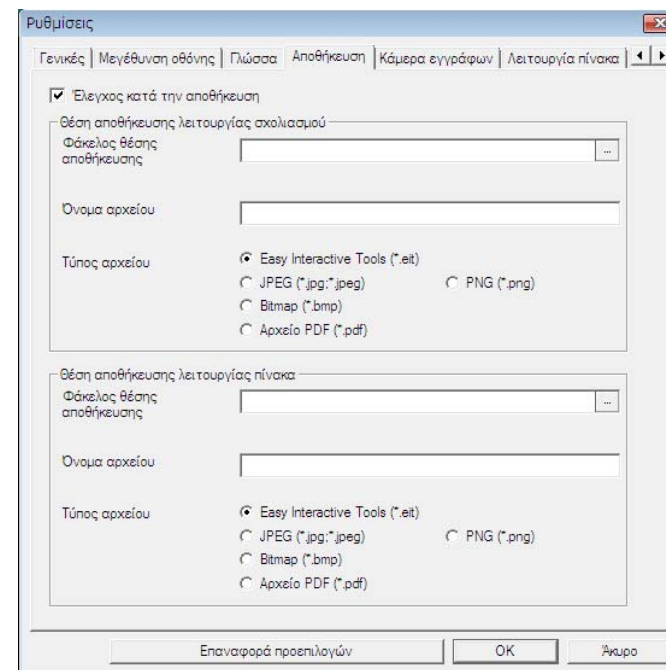 Ρυθμίσεις
Γενικές Μεγέθυνση οθόνης Γλώσσα Αποθήκευση Κάμερα εγγράφων Λειτουργία πίνακα
Έλεγχος κατά την αποθήκευση
Θέση αποθήκευσης λειτουργίας σχολιασμού
Φάκελος θέσης
αποθήκευσης
...
Όνομα αρχείου
Τύπος αρχείου
Easy Interactive Tools (*.eit)
JPEG (*.jpg;*.jpeg) PNG (*.png)
Bitmap (*.bmp)
Αρχείο PDF (*.pdf)
Θέση αποθήκευσης λειτουργίας πίνακα
Φάκελος θέσης
αποθήκευσης
...
Όνομα αρχείου
Τύπος αρχείου
Easy Interactive Tools (*.eit)
JPEG (*.jpg;*.jpeg) PNG (*.png)
Bitmap (*.bmp)
Αρχείο PDF (*.pdf)
Επαναφορά προεπιλογών OK Άκυρο